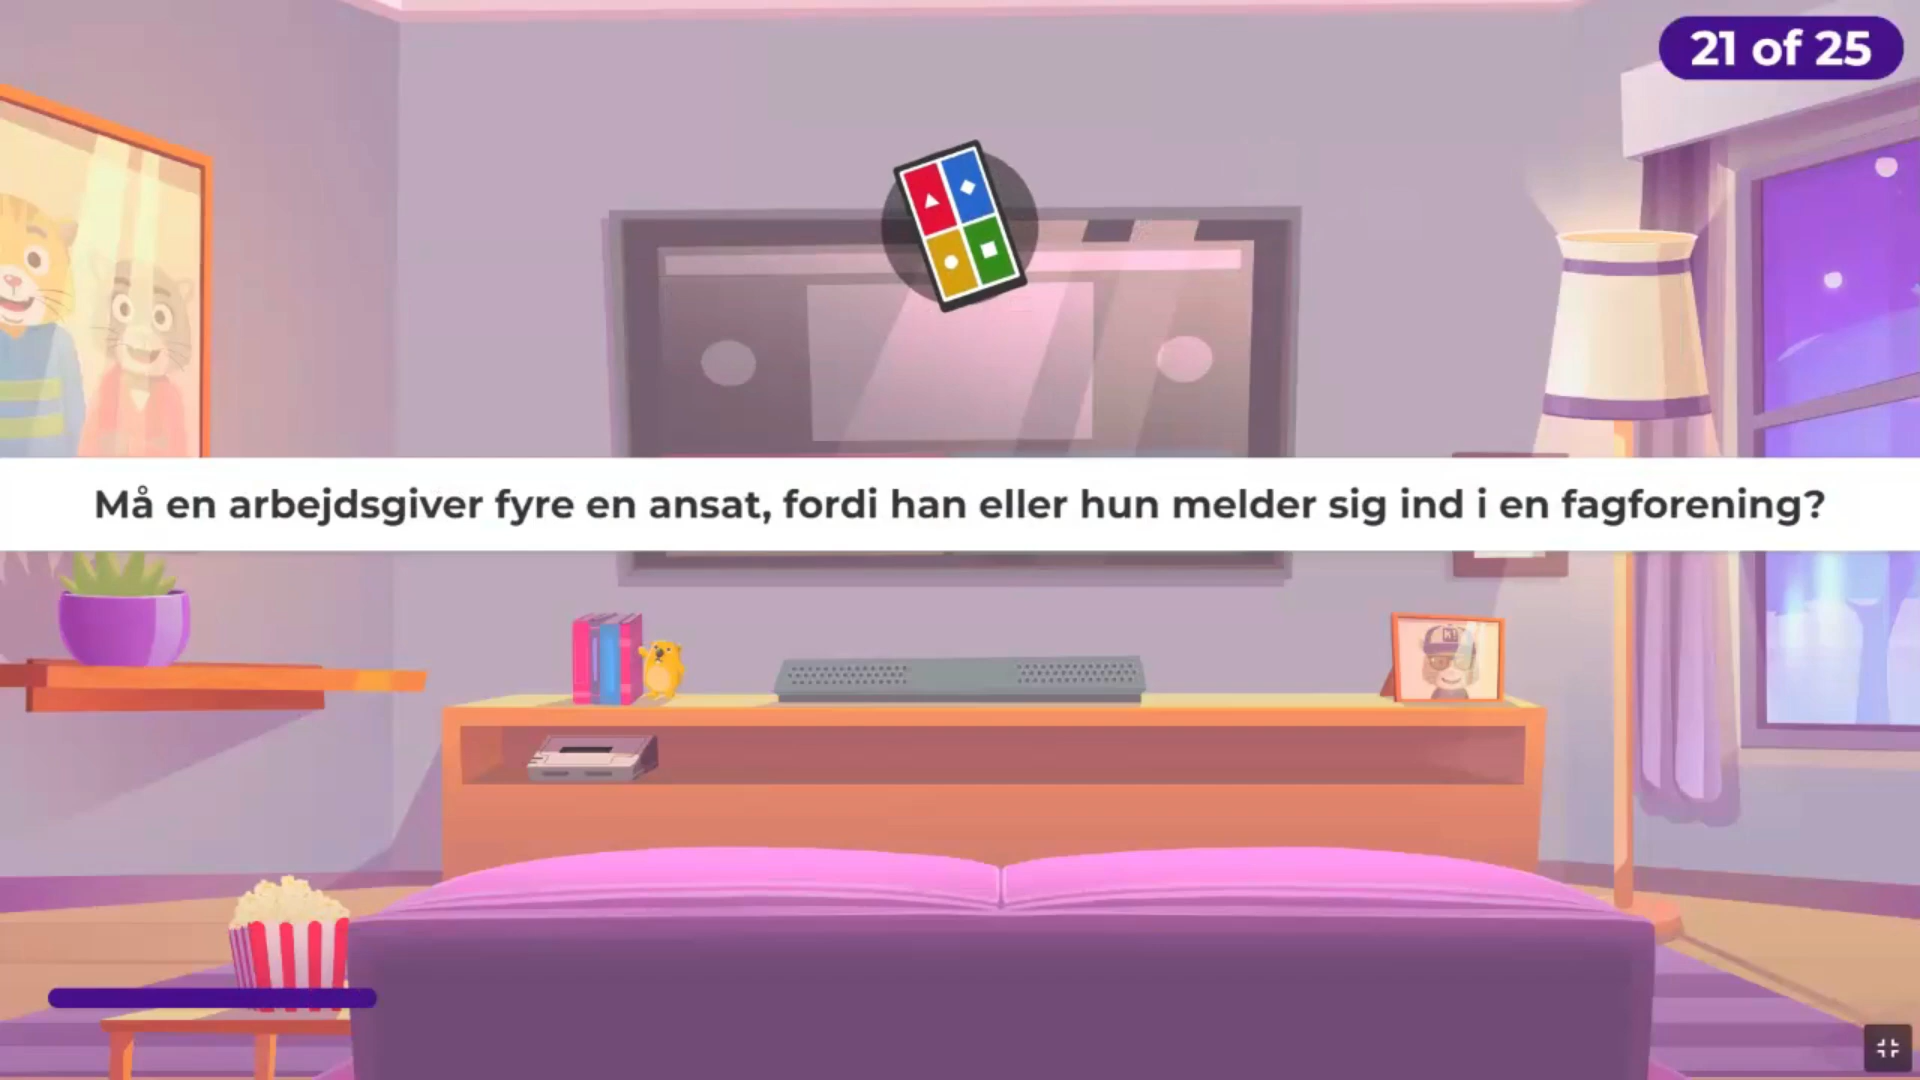 21 of 25
Må en arbejdsgiver fyre en ansat, fordi han eller hun melder sig ind i en fagforening?